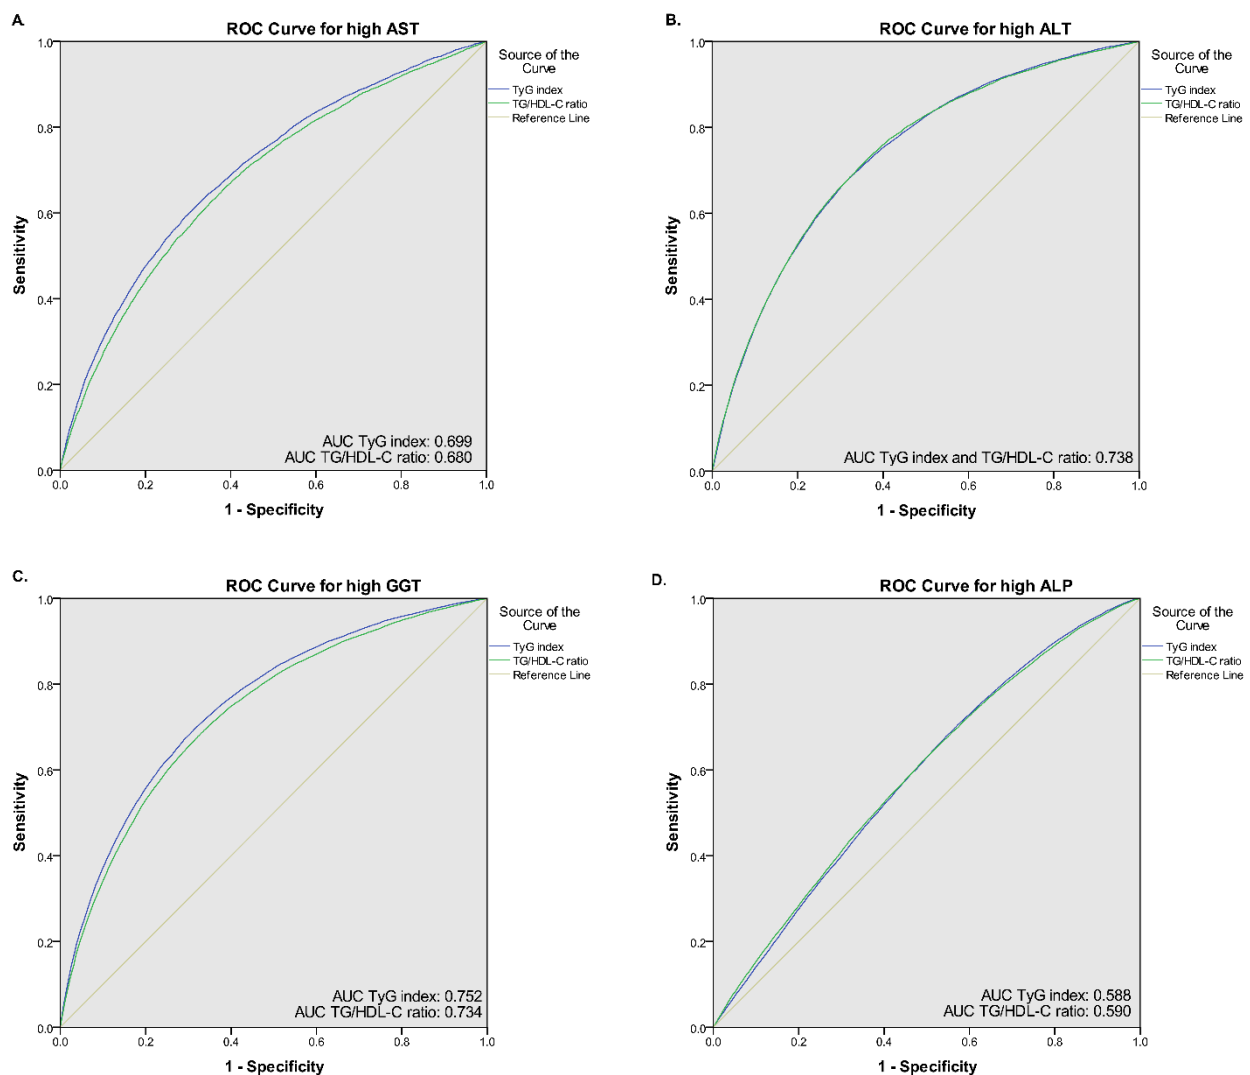 A.
ROC Curve for high AST
Source of the
Curve
TyG index
TG/HDL-C ratio
Reference Line
1.0
0.8
0.6
0.4
0.2
0.0
Sensitivity
AUC TyG index: 0.699
AUC TG/HDL-C ratio: 0.680
0.0 0.2 0.4 0.6 0.8 1.0
1 - Specificity
B.
ROC Curve for high ALT
Source of the
Curve
TyG index
TG/HDL-C ratio
Reference Line
1.0
0.8
0.6
0.4
0.2
0.0
Sensitivity
AUC TyG index and TG/HDL-C ratio: 0.738
0.0 0.2 0.4 0.6 0.8 1.0
1 - Specificity
C.
ROC Curve for high GGT
Source of the
Curve
TyG index
TG/HDL-C ratio
Reference Line
1.0
0.8
0.6
0.4
0.2
0.0
Sensitivity
AUC TyG index: 0.752
AUC TG/HDL-C ratio: 0.734
0.0 0.2 0.4 0.6 0.8 1.0
1 - Specificity
D.
ROC Curve for high ALP
Source of the
Curve
TyG index
TG/HDL-C ratio
Reference Line
1.0
0.8
0.6
0.4
0.2
0.0
Sensitivity
AUC TyG index: 0.588
AUC TG/HDL-C ratio: 0.590
0.0 0.2 0.4 0.6 0.8 1.0
1 - Specificity